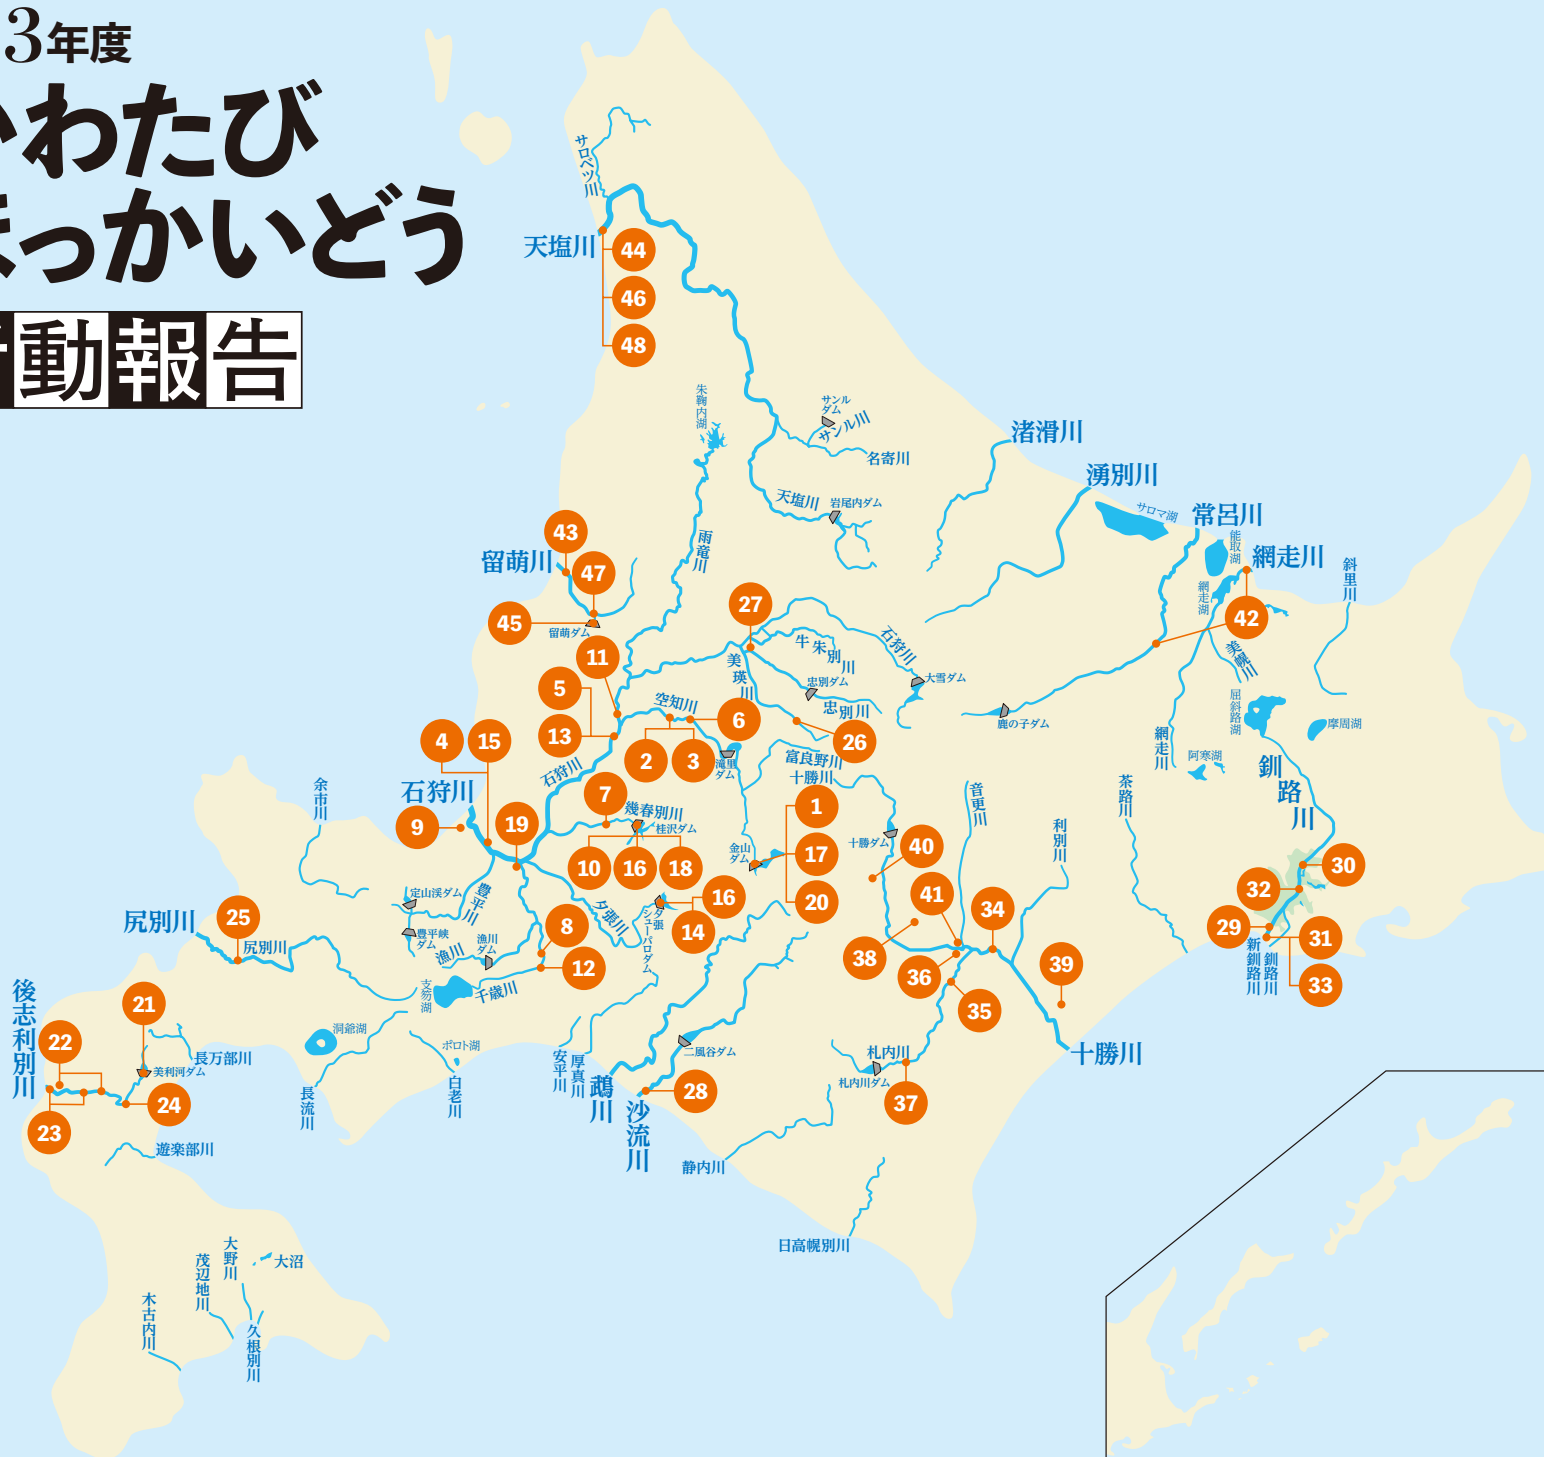 3年度
わたび
っかいどう
動報告
サロベツ川
天塩川
44
46
48
朱鞠内湖
サンル
ダム
サンル川
名寄川
天塩川
岩尾内ダム
渚滑川
湧別川
サロマ湖
常呂川
能取湖
網走川
網走湖
斜里川
42
美幌川
43
留萌川
47
45
留萌ダム
雨竜川
27
石狩川
牛朱別川
美瑛川
忠別ダム
忠別川
大雪ダム
鹿の子ダム
屈斜路湖
摩周湖
網走川
阿寒湖
釧路川
11
5
13
空知川
6
2
3
滝里
ダム
26
富良野川
十勝川
4
15
石狩川
石狩川
9
19
7
幾春別川
桂沢ダム
10
16
18
金山
ダム
1
17
20
十勝ダム
音更川
利別川
茶路川
40
41
34
38
36
35
39
30
32
29
31
33
新釧路川
釧路川
余市川
定山渓ダム
豊平川
豊平峡
ダム
漁川
漁川
ダム
夕張川
夕張
シューパロダム
16
14
8
12
支笏湖
千歳川
尻別川
25
尻別川
後志利別川
21
22
長万部川
美利河ダム
24
23
遊楽部川
洞爺湖
長流川
ポロト湖
白老川
安平川
厚真川
鵡川
沙流川
二風谷ダム
28
札内川
札内川ダム
37
十勝川
静内川
日高幌別川
大野川
大沼
茂辺地川
木古内川
久根別川